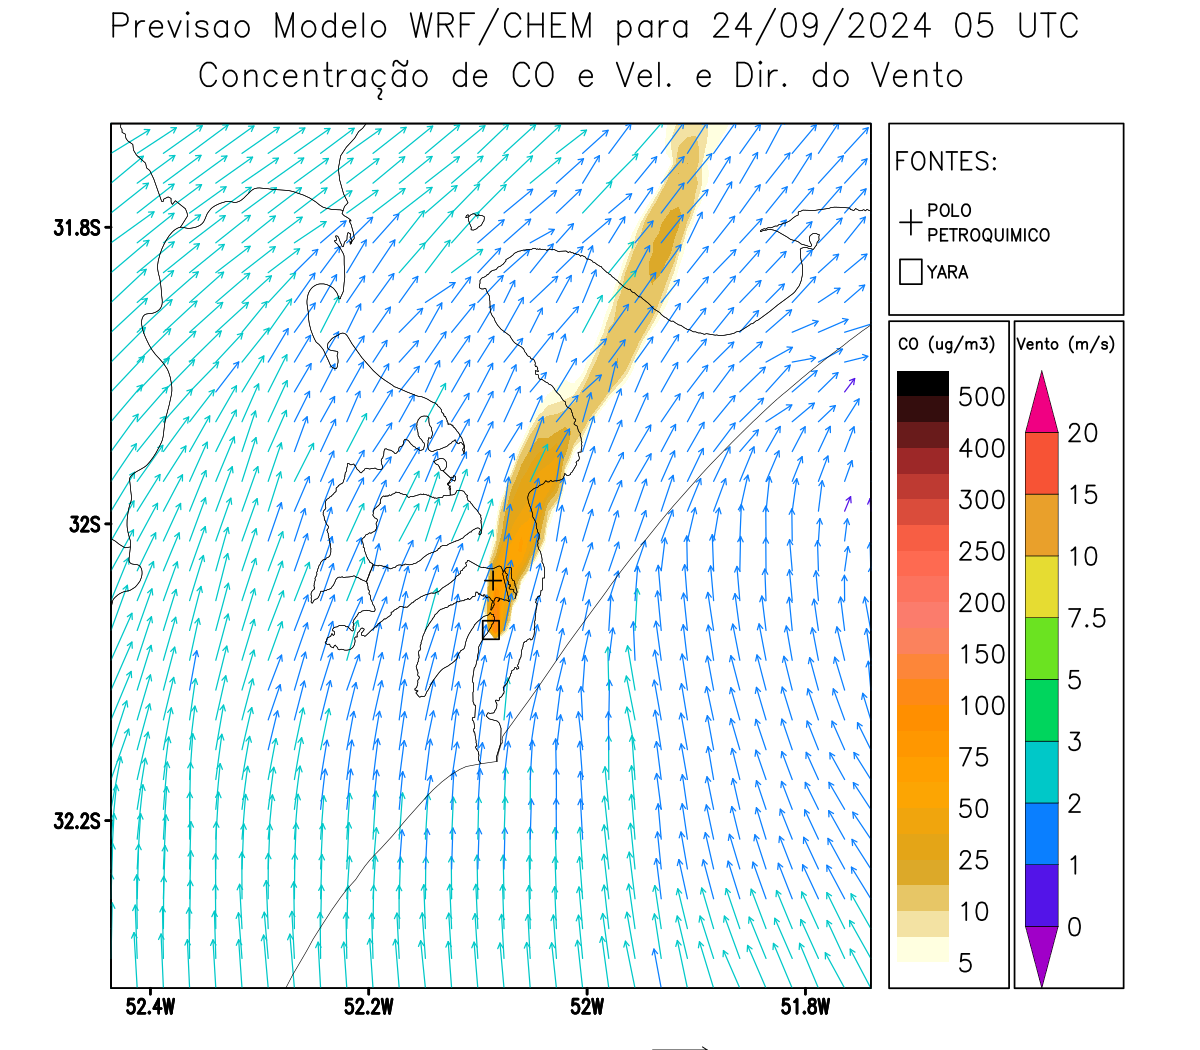 Previsao Modelo WRF/CHEM para 24/09/2024 05 UTC
Concentração de CO e Vel. e Dir. do Vento
FONTES:
POLO
PETROQUIMICO
YARA
CO (ug/m3)
500
400
300
250
200
150
100
75
50
25
10
5
Vento (m/s)
20
15
10
7.5
5
3
2
1
0
31.8S
32S
32.2S
52.4W
52.2W
52W
51.8W